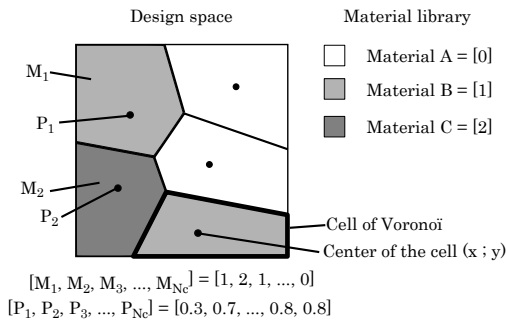 Design space
Material library
M1
P1
M2
P2
Material A = [0]
Material B = [1]
Material C = [2]
Cell of Voronoï
Center of the cell (x ; y)
[M1, M2, M3, ..., MNc] = [1, 2, 1, ..., 0]
[P1, P2, P3, ..., PNc] = [0.3, 0.7, ..., 0.8, 0.8]